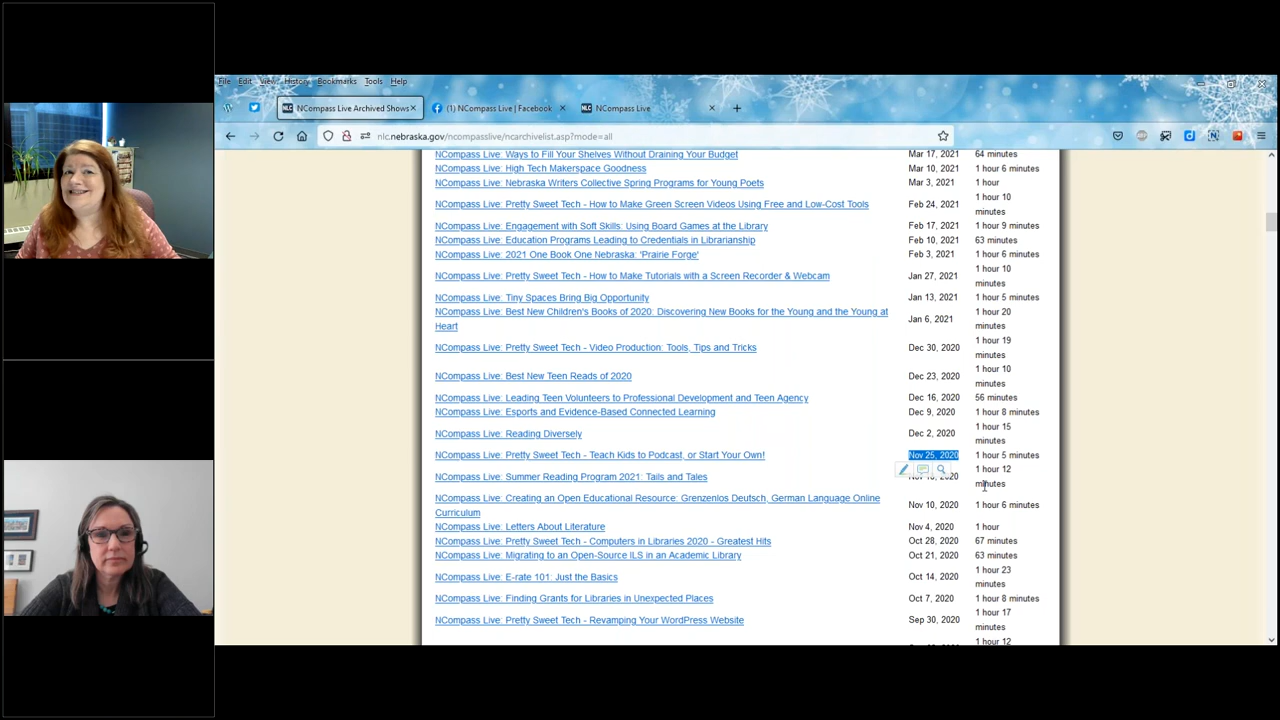 File Edit View History Bookmarks Tools Help
NCompass Live Archived Shows
(1) NCompass Live | Facebook
NCompass Live
nlc.nebraska.gov/ncompasslive/ncarchivelist.asp?mode=all
NCompass Live: Ways to Fill Your Shelves Without Draining Your Budget Mar 17, 2021 64 minutes
NCompass Live: High Tech Makerspace Goodness Mar 10, 2021 1 hour 6 minutes
NCompass Live: Nebraska Writers Collective Spring Programs for Young Poets Mar 3, 2021 1 hour
NCompass Live: Pretty Sweet Tech - How to Make Green Screen Videos Using Free and Low-Cost Tools Feb 24, 2021 1 hour 10
minutes
NCompass Live: Engagement with Soft Skills: Using Board Games at the Library Feb 17, 2021 1 hour 9 minutes
NCompass Live: Education Programs Leading to Credentials in Librarianship Feb 10, 2021 63 minutes
NCompass Live: 2021 One Book One Nebraska: 'Prairie Forge' Feb 3, 2021 1 hour 6 minutes
NCompass Live: Pretty Sweet Tech - How to Make Tutorials with a Screen Recorder & Webcam Jan 27, 2021 1 hour 10
minutes
NCompass Live: Tiny Spaces Bring Big Opportunity Jan 13, 2021 1 hour 5 minutes
NCompass Live: Best New Children's Books of 2020: Discovering New Books for the Young and the Young at
Heart Jan 6, 2021 1 hour 20
minutes
NCompass Live: Pretty Sweet Tech - Video Production: Tools, Tips and Tricks Dec 30, 2020 1 hour 19
minutes
NCompass Live: Best New Teen Reads of 2020 Dec 23, 2020 1 hour 10
minutes
NCompass Live: Leading Teen Volunteers to Professional Development and Teen Agency Dec 16, 2020 56 minutes
NCompass Live: Esports and Evidence-Based Connected Learning Dec 9, 2020 1 hour 8 minutes
NCompass Live: Reading Diversely Dec 2, 2020 1 hour 15
minutes
NCompass Live: Pretty Sweet Tech - Teach Kids to Podcast, or Start Your Own! Nov 25, 2020 1 hour 5 minutes
NCompass Live: Summer Reading Program 2021: Tails and Tales 2020 1 hour 12
minutes
NCompass Live: Creating an Open Educational Resource: Grenzenlos Deutsch, German Language Online
Curriculum Nov 10, 2020 1 hour 6 minutes
NCompass Live: Letters About Literature Nov 4, 2020 1 hour
NCompass Live: Pretty Sweet Tech - Computers in Libraries 2020 - Greatest Hits Oct 28, 2020 67 minutes
NCompass Live: Migrating to an Open-Source ILS in an Academic Library Oct 21, 2020 63 minutes
NCompass Live: E-rate 101: Just the Basics Oct 14, 2020 1 hour 23
minutes
NCompass Live: Finding Grants for Libraries in Unexpected Places Oct 7, 2020 1 hour 8 minutes
NCompass Live: Pretty Sweet Tech - Revamping Your WordPress Website Sep 30, 2020 1 hour 17
minutes
1 hour 12